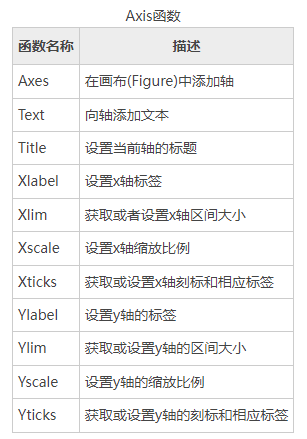 Axis函数
函数名称 描述
Axes 在画布(Figure)中添加轴
Text 向轴添加文本
Title 设置当前轴的标题
Xlabel 设置x轴标签
Xlim 获取或者设置x轴区间大小
Xscale 设置x轴缩放比例
Xticks 获取或设置x轴刻标和相应标签
Ylabel 设置y轴的标签
Ylim 获取或设置y轴的区间大小
Yscale 设置y轴的缩放比例
Yticks 获取或设置y轴的刻标和相应标签